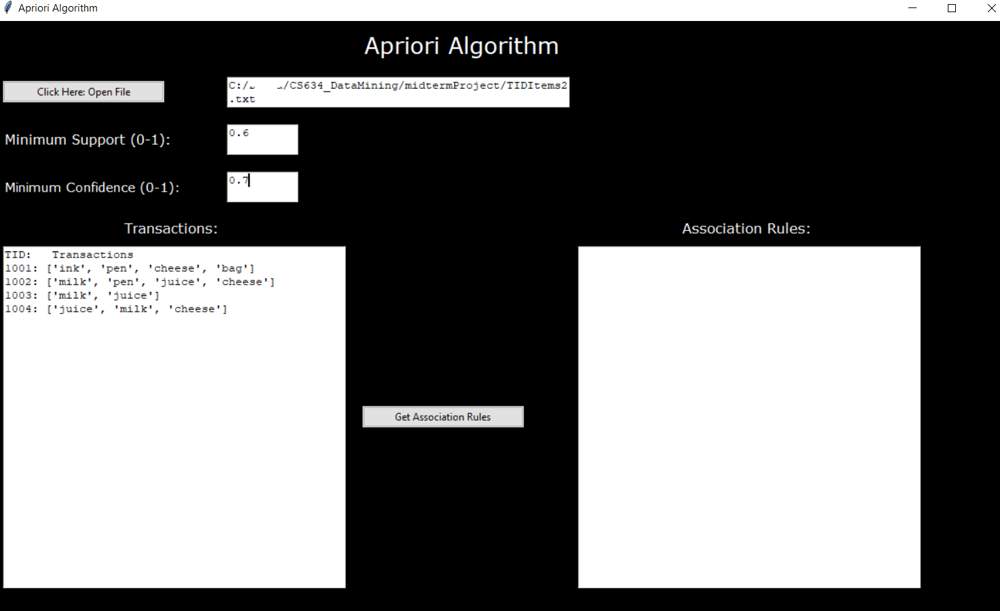 Apriori Algorithm
Apriori Algorithm
Click Here: Open File
C:/ /CS634_DataMining/midtermProject/TIDItems2
.txt
Minimum Support (0-1):
0.6
Minimum Confidence (0-1):
0.7
Transactions:
TID:   Transactions
1001: ['ink', 'pen', 'cheese', 'bag']
1002: ['milk', 'pen', 'juice', 'cheese']
1003: ['milk', 'juice']
1004: ['juice', 'milk', 'cheese']
Get Association Rules
Association Rules: